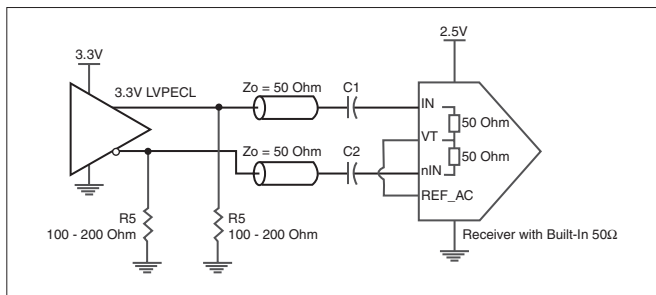 2.5V
3.3V
3.3V LVPECL
Zo = 50 Ohm
C1
IN
50 Ohm
VT
50 Ohm
Zo = 50 Ohm
C2
nIN
REF_AC
R5
100 - 200 Ohm
R5
100 - 200 Ohm
Receiver with Built-In 50Ω